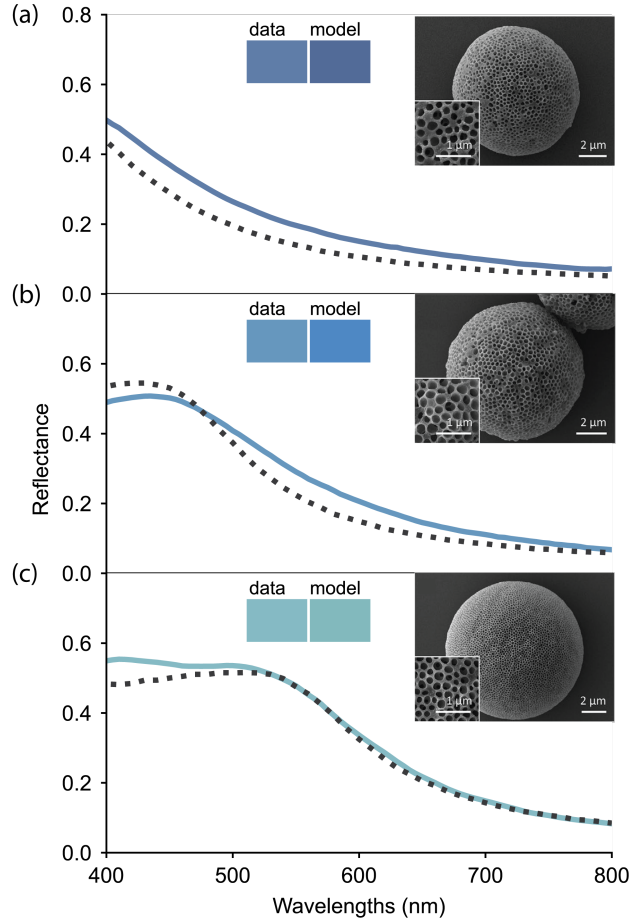 (a)
0.8
0.6
0.4
0.2
data model
1 µm
2 µm
(b)
0.0
0.6
0.4
0.2
data model
1 µm
2 µm
Reflectance
(c)
0.0
0.6
0.4
0.2
0.0
data model
1 µm
2 µm
400 500 600 700 800
Wavelengths (nm)